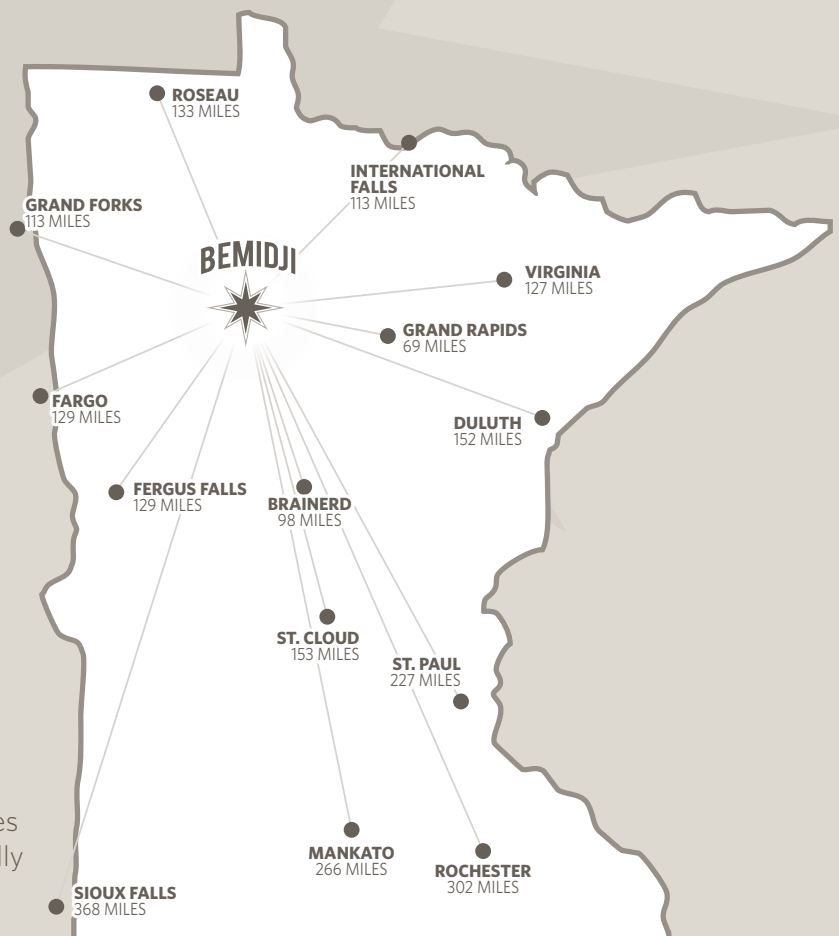 ROSEAU
133 MILES
INTERNATIONAL
FALLS
113 MILES
GRAND FORKS
113 MILES
BEMIDJI
VIRGINIA
127 MILES
GRAND RAPIDS
69 MILES
FARGO
129 MILES
DULUTH
152 MILES
FERGUS FALLS
129 MILES
BRAINERD
98 MILES
ST. CLOUD
153 MILES
ST. PAUL
227 MILES
MANKATO
266 MILES
ROCHESTER
302 MILES
SIOUX FALLS
368 MILES